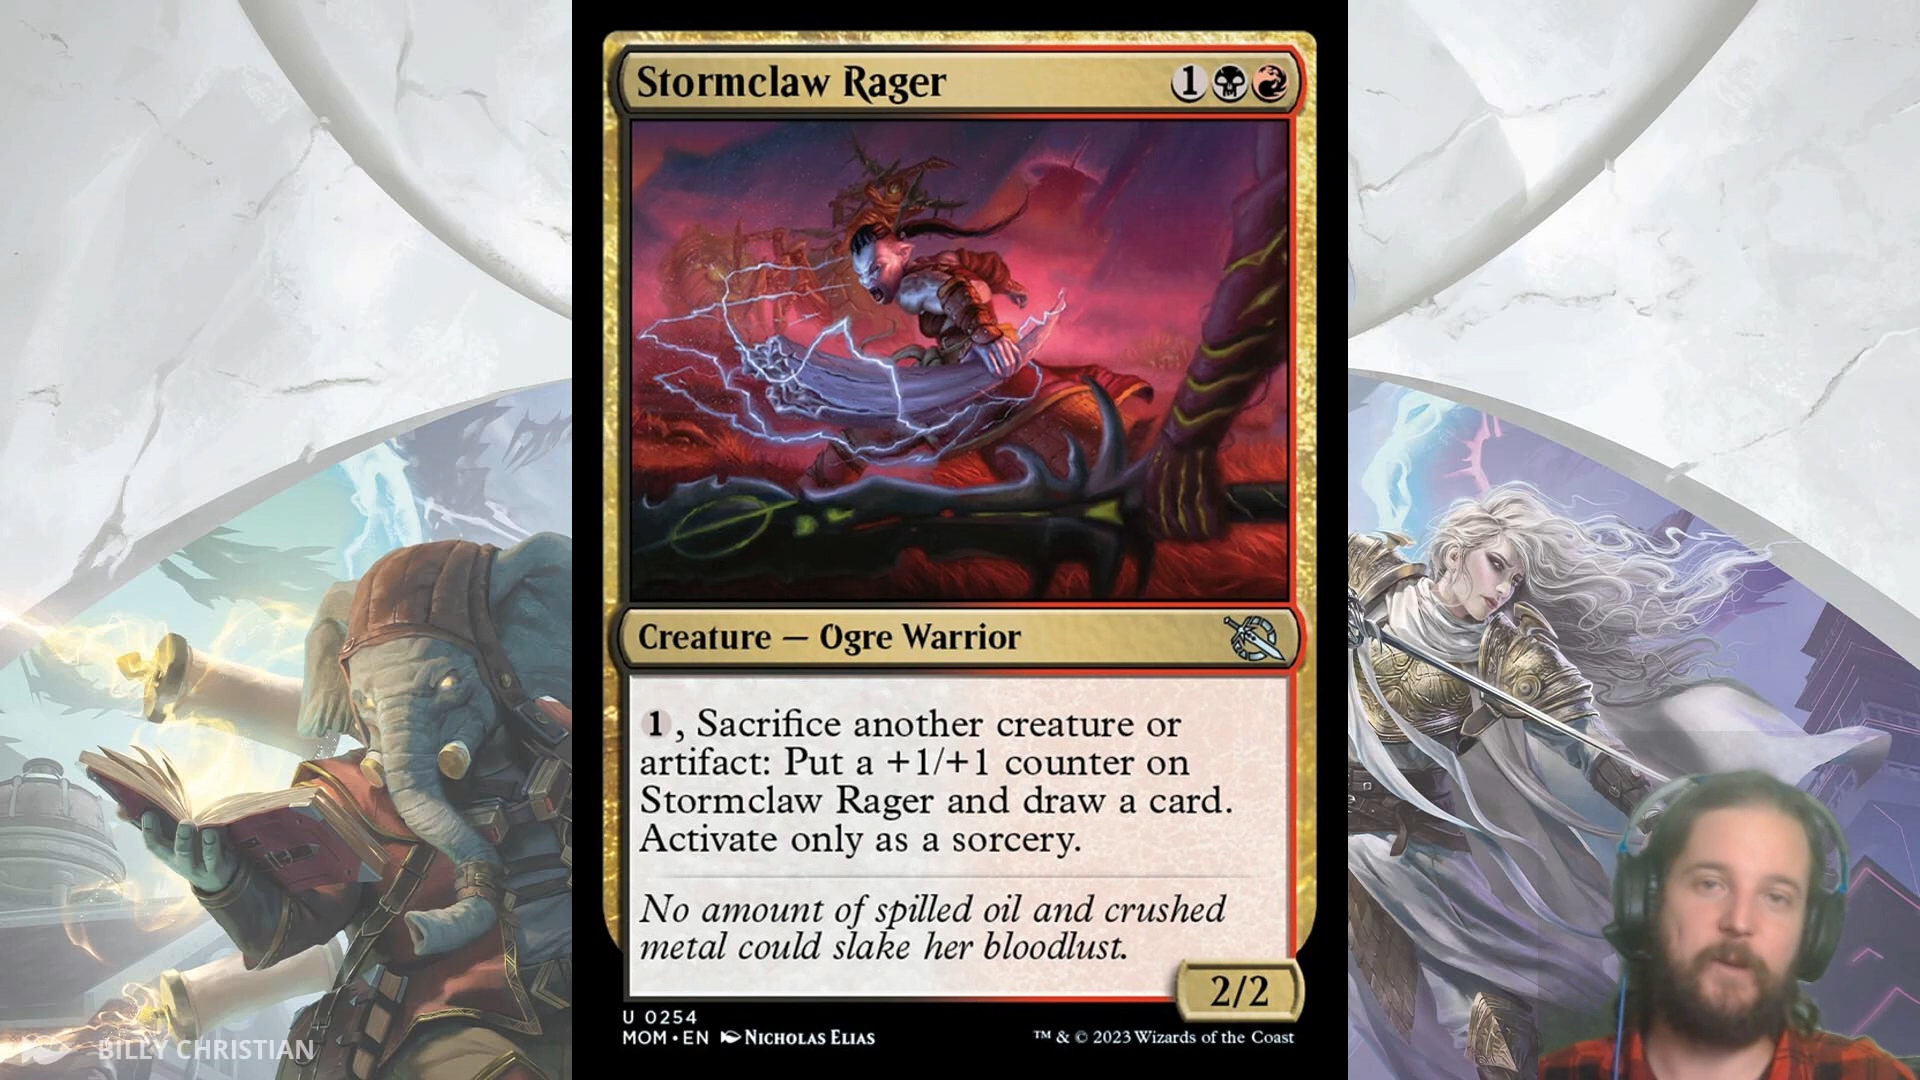 Stormclaw Rager 1
Creature — Ogre Warrior
1, Sacrifice another creature or
artifact: Put a +1/+1 counter on
Stormclaw Rager and draw a card.
Activate only as a sorcery.
No amount of spilled oil and crushed
metal could slake her bloodlust.
2/2
U 0254
MOM • EN NICHOLAS ELIAS
™ & © 2023 Wizards of the Coast
BILLY CHRISTIAN